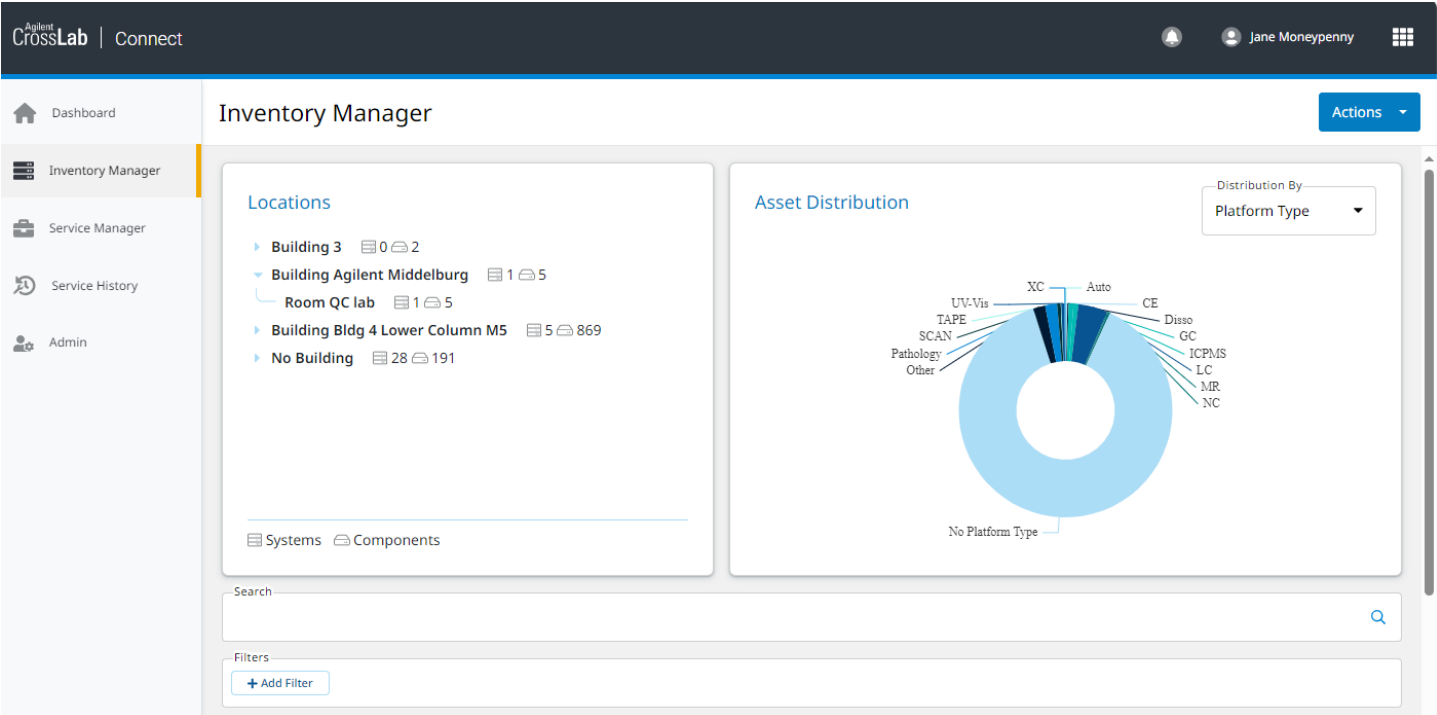 Agilent
CrossLab | Connect
Jane Moneypenny
Dashboard
Inventory Manager
Service Manager
Service History
Admin
Inventory Manager
Actions
Locations
Building 3 0 2
Building Agilent Middelburg 1 5
Room QC lab 1 5
Building Bldg 4 Lower Column M5 5 869
No Building 28 191
Systems Components
Asset Distribution
Distribution By
Platform Type
XC
Auto
UV-Vis
CE
TAPE
Disso
SCAN
GC
Pathology
ICPMS
Other
LC
MR
NC
No Platform Type
Search
Filters
+ Add Filter